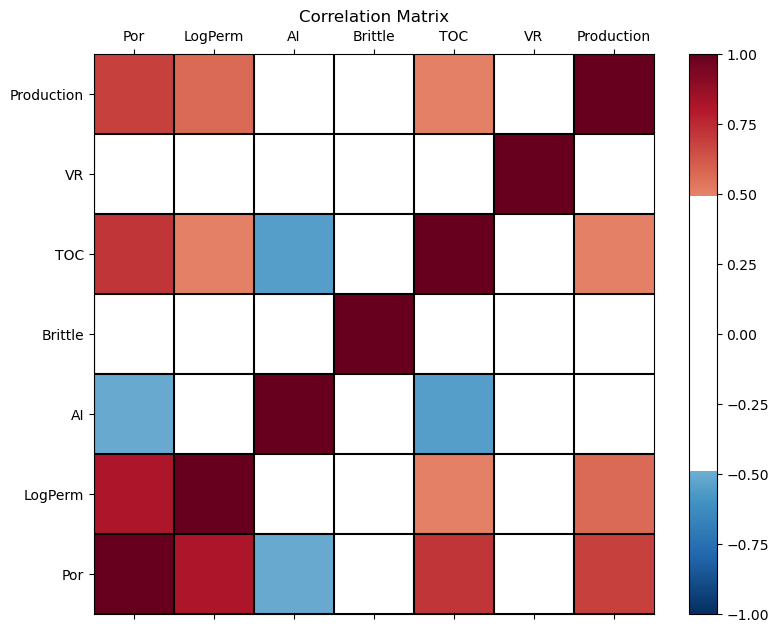 Correlation Matrix
Por LogPerm AI Brittle TOC VR Production
Production
VR
TOC
Brittle
AI
LogPerm
Por
1.00
0.75
0.50
0.25
0.00
−0.25
−0.50
−0.75
−1.00